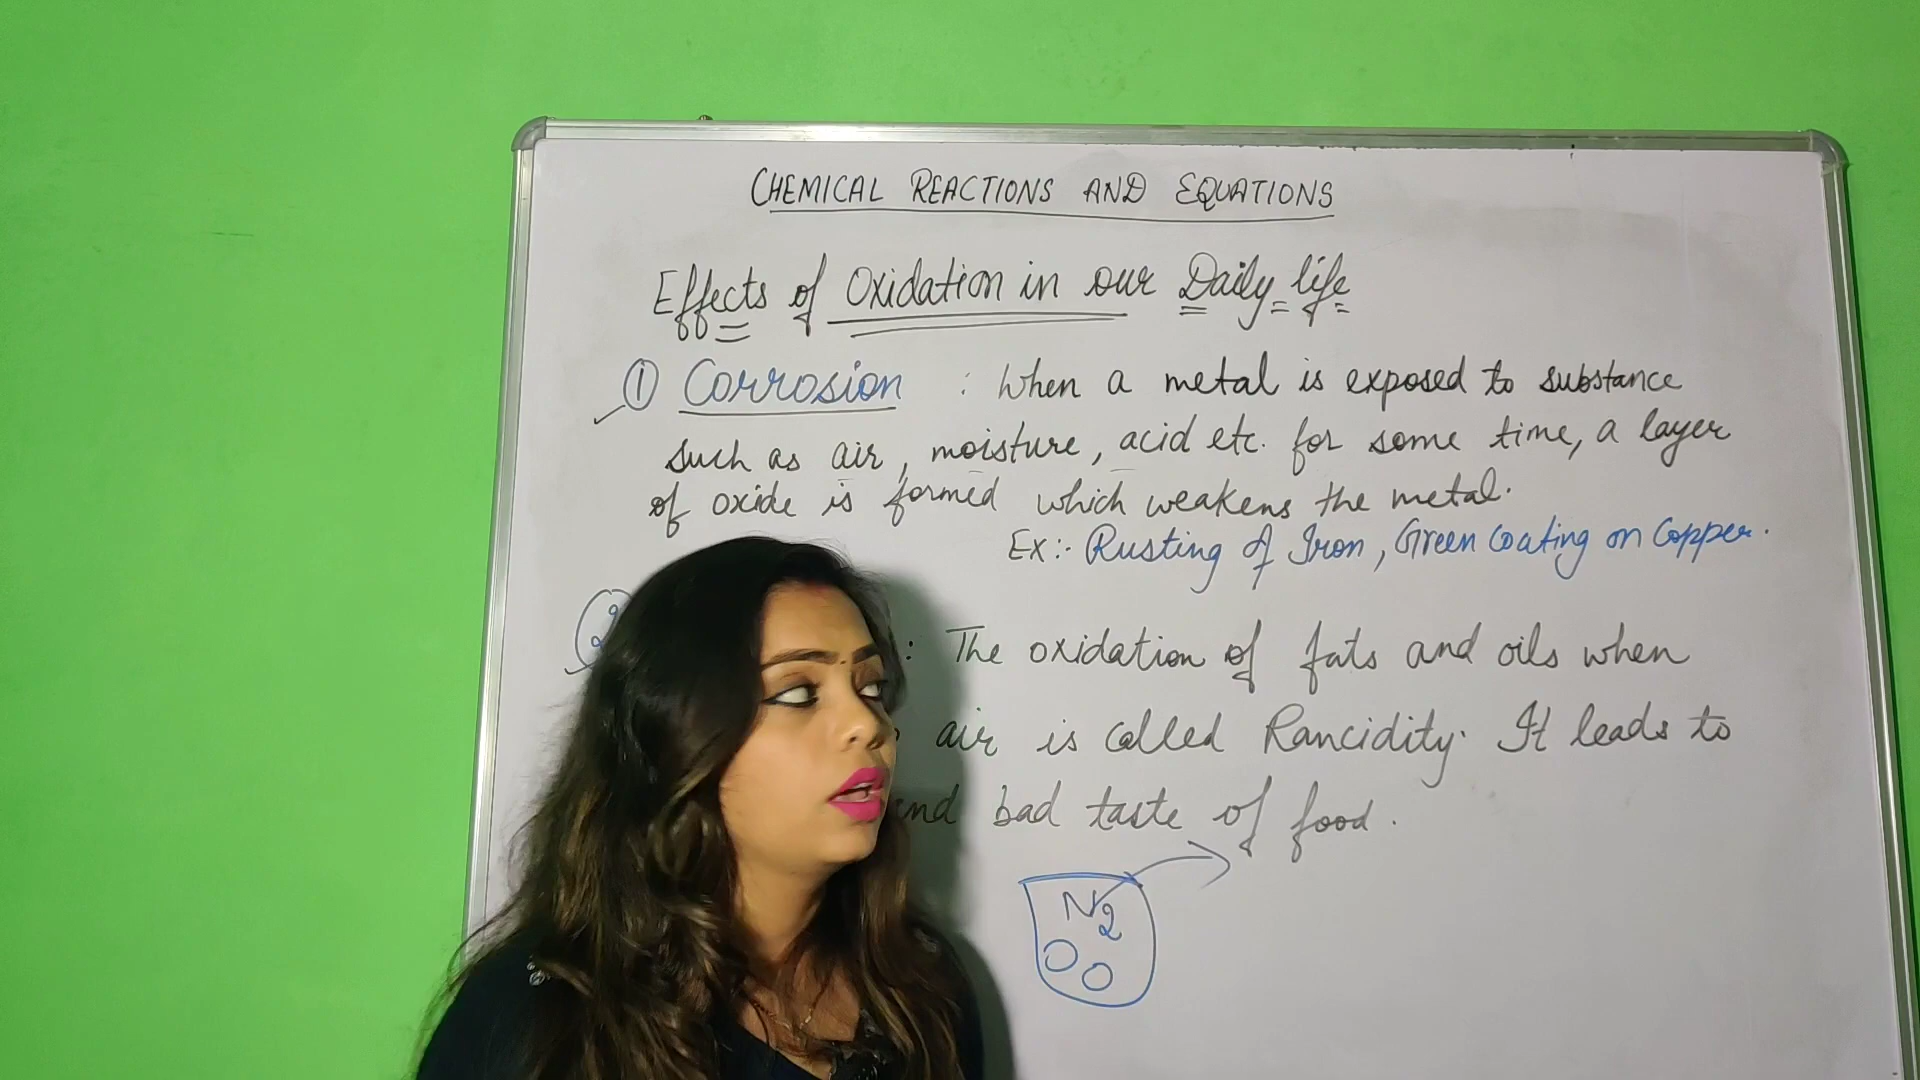 CHEMICAL REACTIONS AND EQUATIONS
Effects of Oxidation in our Daily life
① Corrosion : When a metal is exposed to substance
such as air, moisture, acid etc. for some time, a layer
of oxide is formed which weakens the metal.
Ex:- Rusting of Iron, Green Coating on Copper.
2 : The oxidation of fats and oils when
air is called Rancidity. It leads to
and bad taste of food.
N2